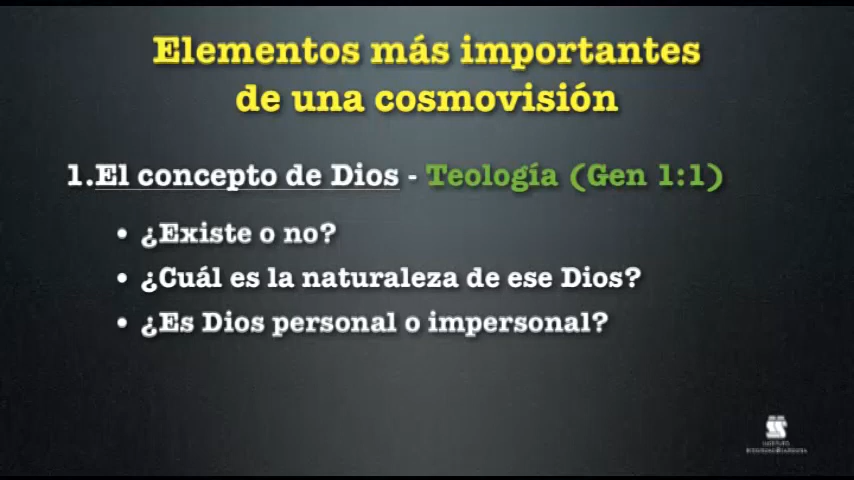 Elementos más importantes
de una cosmovisión
1.El concepto de Dios - Teología (Gen 1:1)
• ¿Existe o no?
• ¿Cuál es la naturaleza de ese Dios?
• ¿Es Dios personal o impersonal?